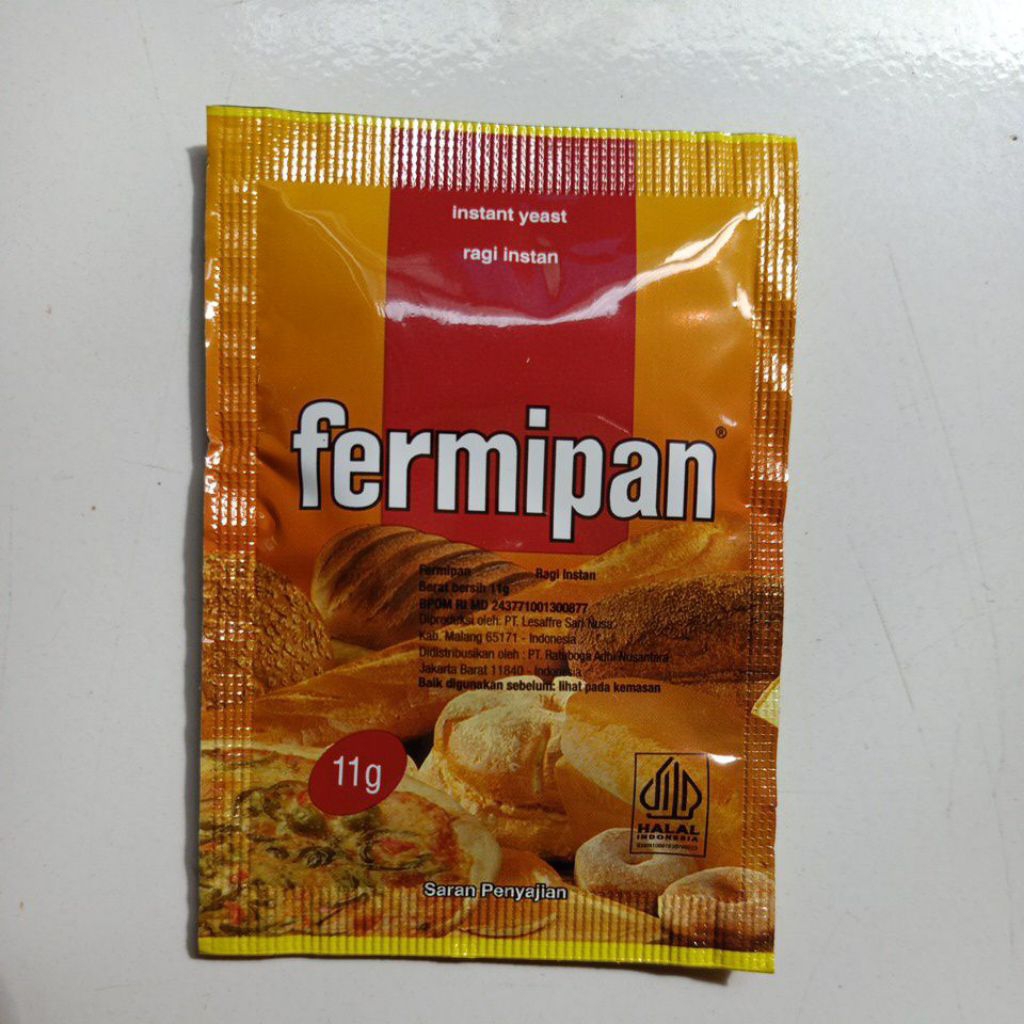 instant yeast
ragi instan
fermipan®
Fermipan Ragi Instan
Berat bersih 11g
BPOM RI MD 243771001300877
Diproduksi oleh: PT. Lesaffre Sari Nusa
Kab. Malang 65171 - Indonesia
Didistribusikan oleh : PT. Rataboga Adhi Nusantara
Jakarta Barat 11840 - Indonesia
Baik digunakan sebelum: lihat pada kemasan
11g
HALAL
INDONESIA
Saran Penyajian